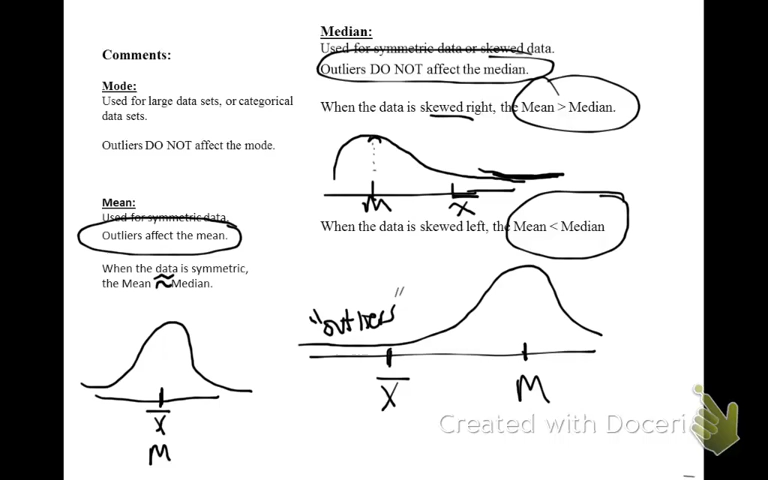 Comments:
Mode:
Used for large data sets, or categorical
data sets.
Outliers DO NOT affect the mode.
Mean:
Used for symmetric data.
Outliers affect the mean.
When the data is symmetric,
the Mean ≈ Median.
x̄
M
Median:
Used for symmetric data or skewed data.
Outliers DO NOT affect the median.
When the data is skewed right, the Mean > Median.
M x̄
When the data is skewed left, the Mean < Median
"outliers"
x̄ M
Created with Doceri